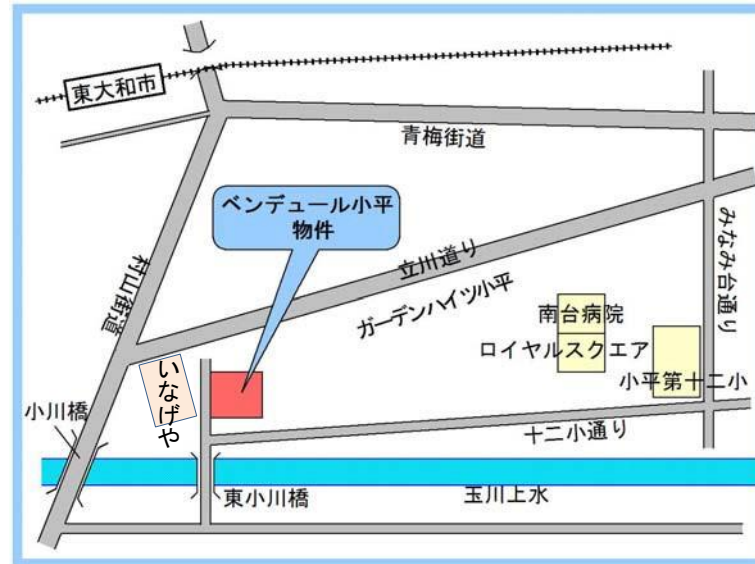 東大和市
青梅街道
ベンデュール小平
物件
村山街道
立川道り
ガーデンハイツ小平
みなみ台通り
南台病院
ロイヤルスクエア
小平第十二小
いなげや
小川橋
十二小通り
東小川橋
玉川上水